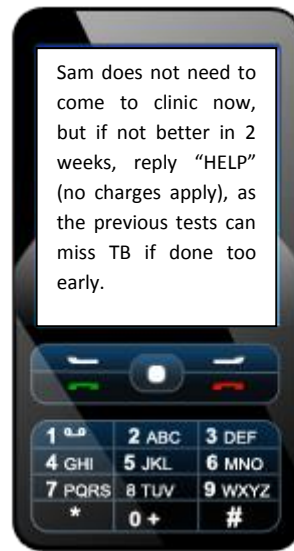 Sam does not need to
come to clinic now,
but if not better in 2
weeks, reply “HELP”
(no charges apply), as
the previous tests can
miss TB if done too
early.
1
2 ABC
3 DEF
4 GHI
5 JKL
6 MNO
7 PQRS
8 TUV
9 WXYZ
*
0 +
#